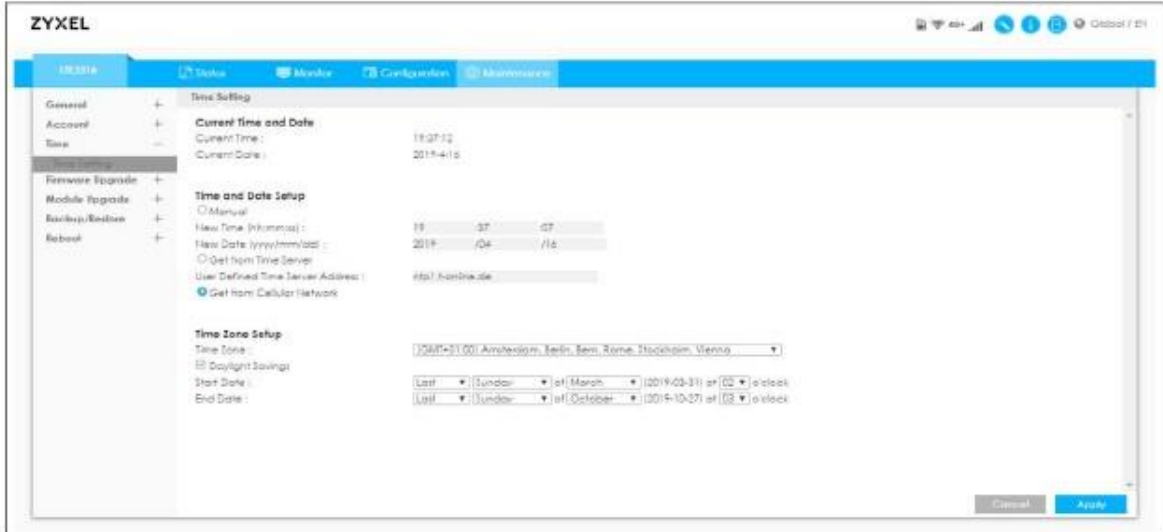 ZYXEL
4G+ Global / EN
LTE3316 Status Monitor Configuration Maintenance
General +
Account +
Time −
Time Setting
Firmware Upgrade +
Module Upgrade +
Backup/Restore +
Reboot +
Time Setting
Current Time and Date
Current Time : 19:37:12
Current Date : 2019-4-16
Time and Date Setup
Manual
New Time (hh:mm:ss) : 19 :37 :07
New Date (yyyy/mm/dd) : 2019 /04 /16
Get from Time Server
User Defined Time Server Address : ntp1.t-online.de
Get from Cellular Network
Time Zone Setup
Time Zone : (GMT+01:00) Amsterdam, Berlin, Bern, Rome, Stockholm, Vienna
Daylight Savings
Start Date : Last Sunday of March (2019-03-31) at 02 o'clock
End Date : Last Sunday of October (2019-10-27) at 03 o'clock
Cancel Apply